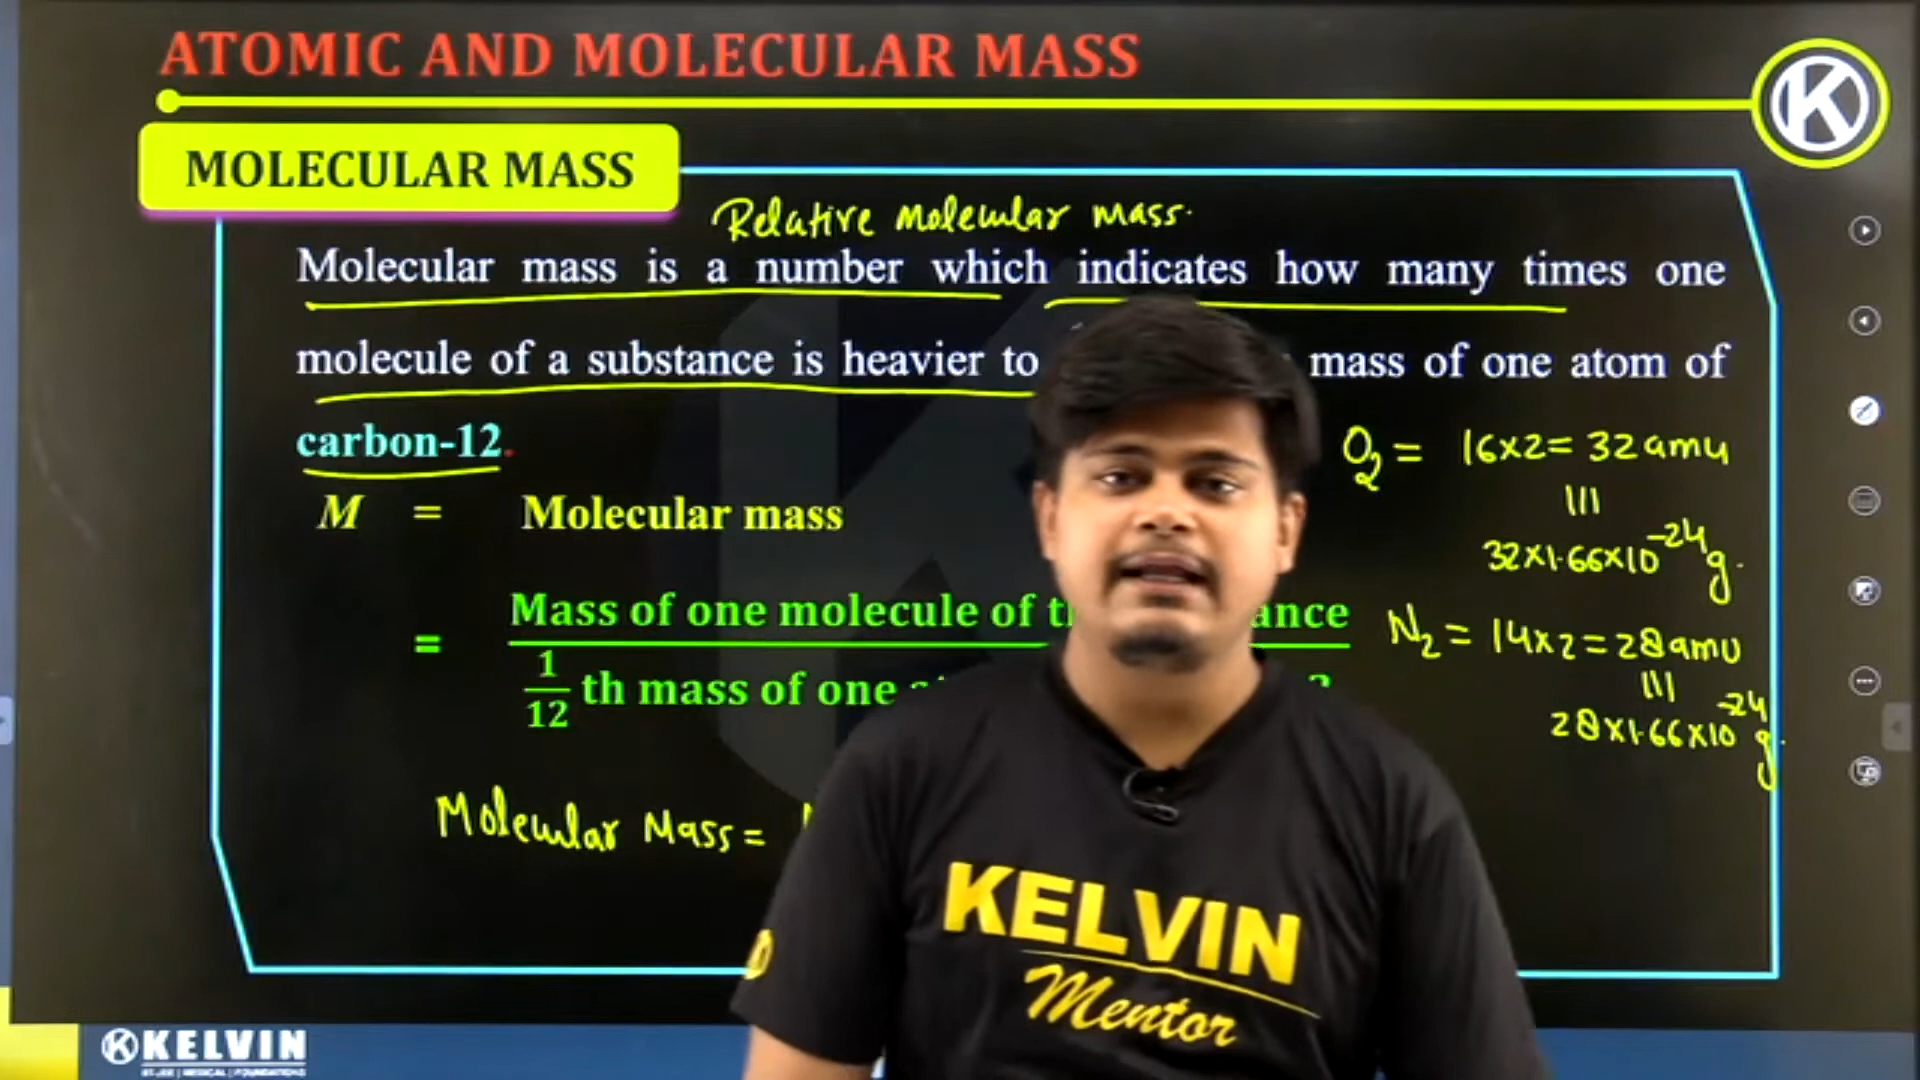 ATOMIC AND MOLECULAR MASS
K
MOLECULAR MASS
Relative molecular mass.
Molecular mass is a number which indicates how many times one
molecule of a substance is heavier to mass of one atom of
carbon-12.
O2 = 16x2= 32amu
M = Molecular mass
32x1.66x10-24g.
Mass of one molecule of
N2 = 14x2=28amu
=
1/12 th mass of one
28x1.66x10-24g.
Molecular Mass =
KELVIN
Mentor
KELVIN